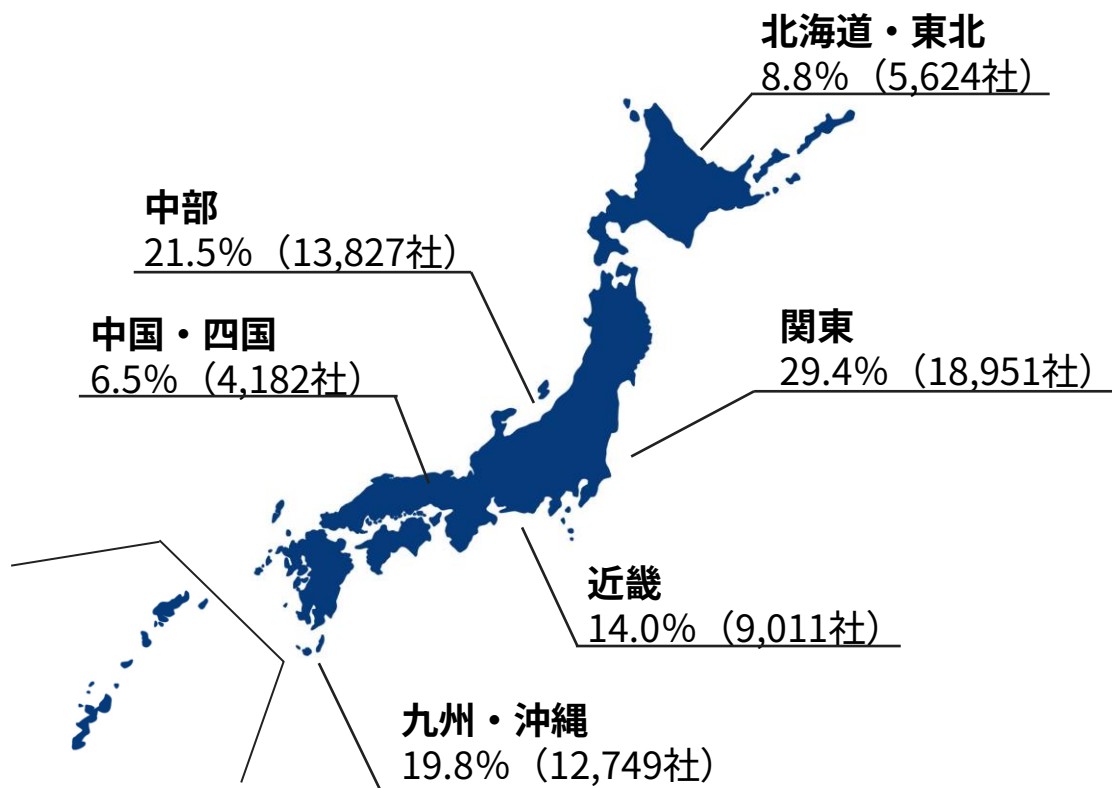 北海道・東北
8.8%（5,624社）
中部
21.5%（13,827社）
中国・四国
6.5%（4,182社）
関東
29.4%（18,951社）
近畿
14.0%（9,011社）
九州・沖縄
19.8%（12,749社）